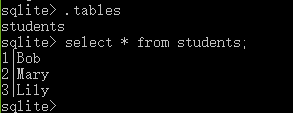 sqlite> .tables
students
sqlite> select * from students;
1|Bob
2|Mary
3|Lily
sqlite>